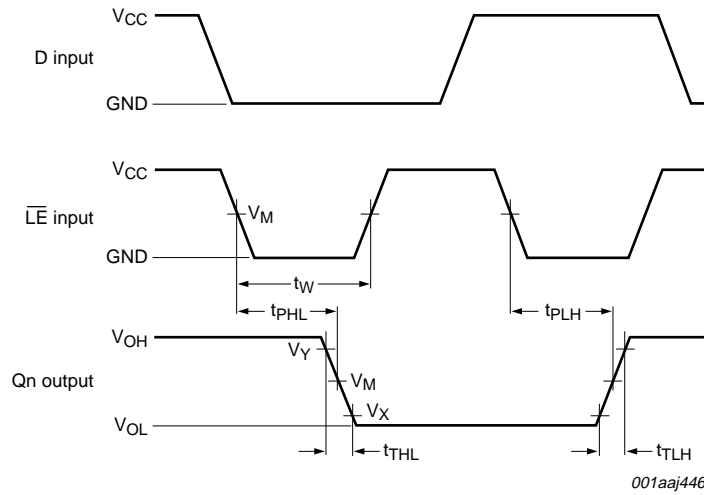 VCC
D input
GND
VCC
LE input
VM
GND
tW
tPHL
tPLH
VOH
VY
Qn output
VM
VX
VOL
tTHL
tTLH
001aaj446